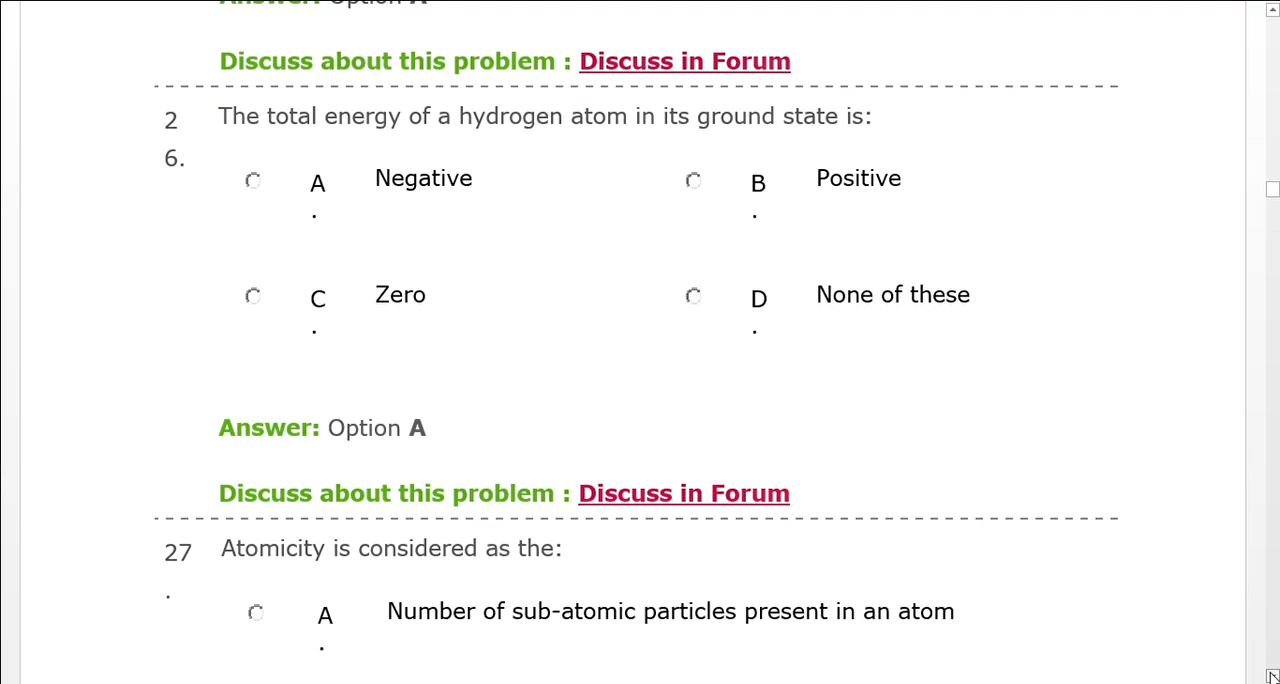 Answer: Option A
Discuss about this problem : Discuss in Forum
2
6.
The total energy of a hydrogen atom in its ground state is:
A
.
Negative
B
.
Positive
C
.
Zero
D
.
None of these
Answer: Option A
Discuss about this problem : Discuss in Forum
27
.
Atomicity is considered as the:
A
.
Number of sub-atomic particles present in an atom